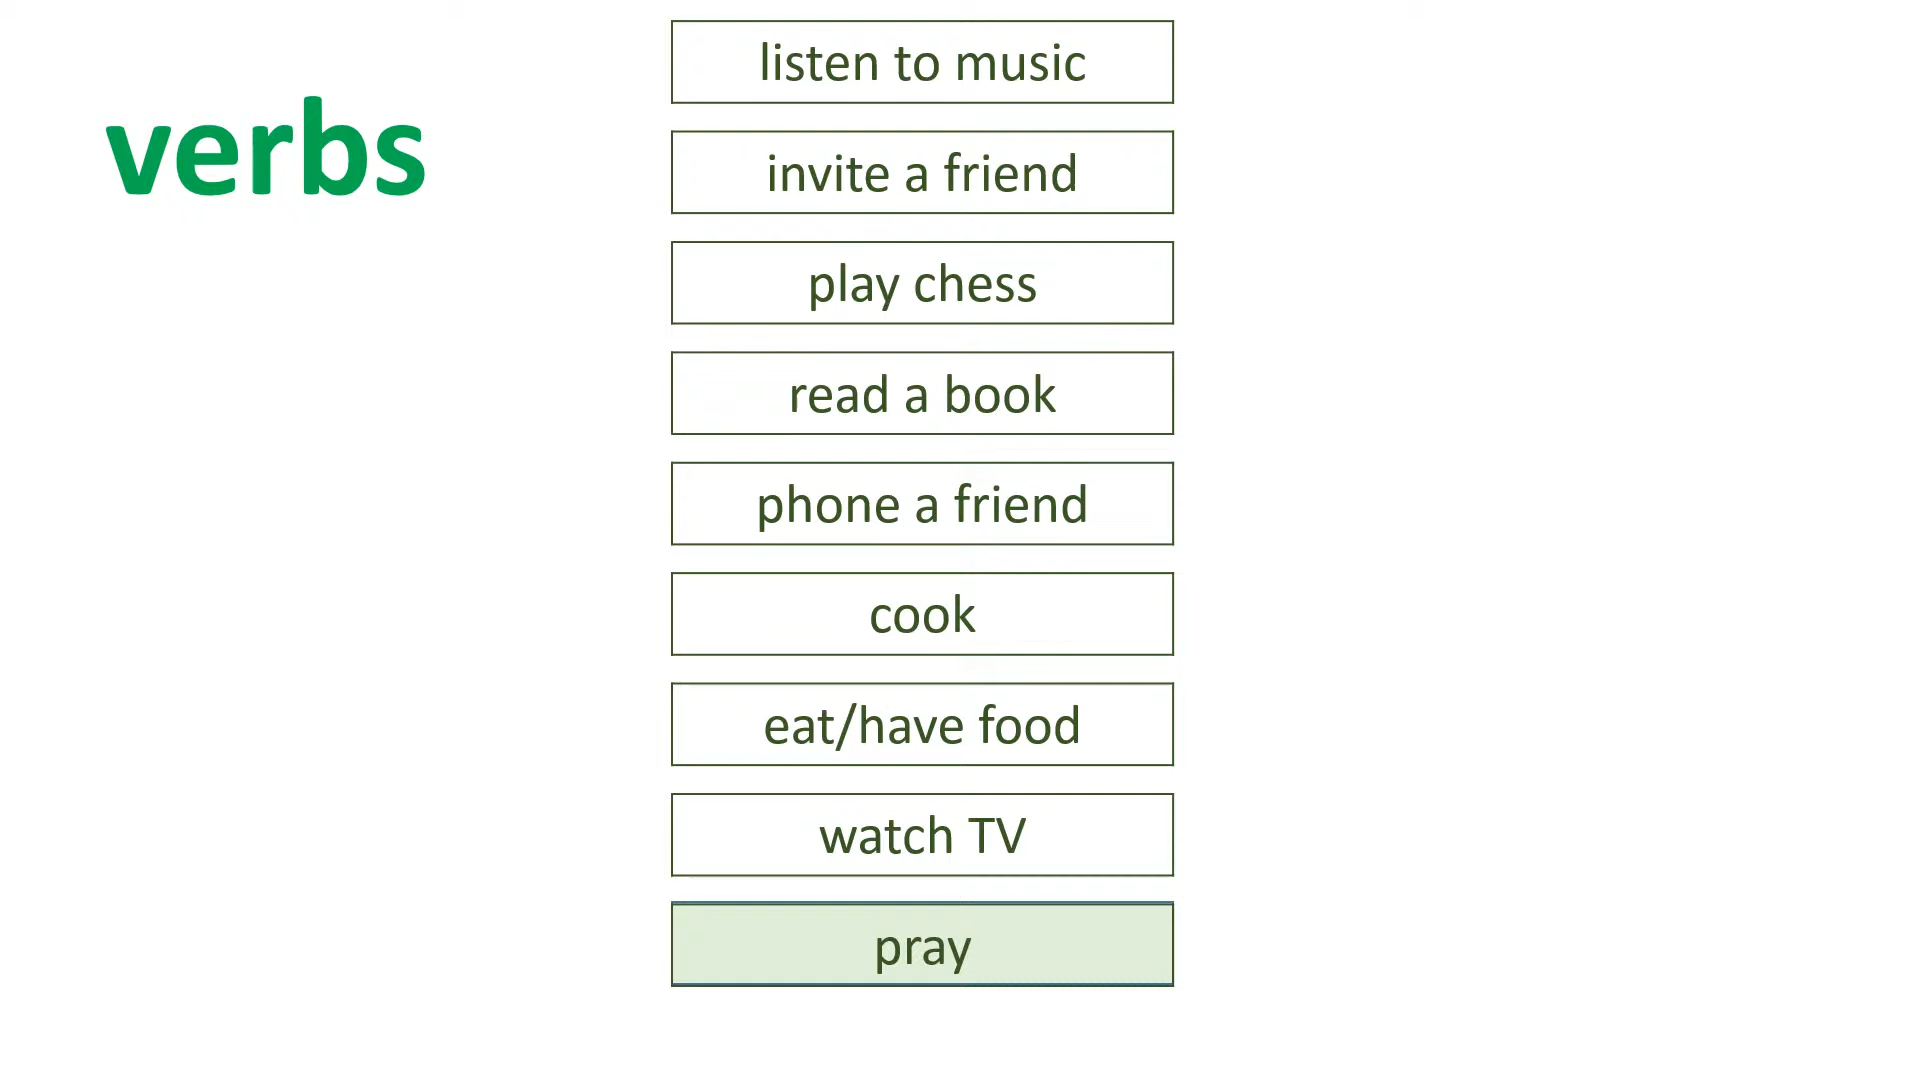 verbs
listen to music
invite a friend
play chess
read a book
phone a friend
cook
eat/have food
watch TV
pray